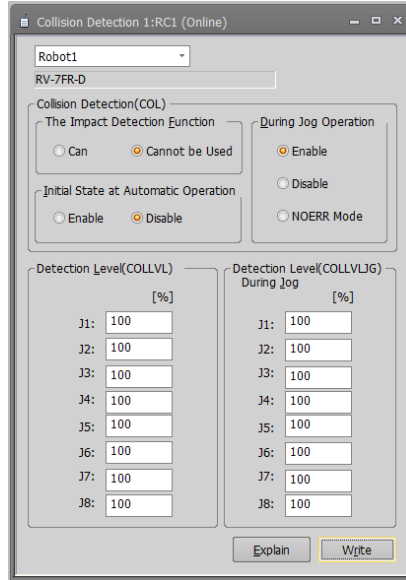 Collision Detection 1:RC1 (Online)
Robot1
RV-7FR-D
Collision Detection(COL)
The Impact Detection Function
Can
Cannot be Used
Initial State at Automatic Operation
Enable
Disable
During Jog Operation
Enable
Disable
NOERR Mode
Detection Level(COLLVL)
[%]
J1: 100
J2: 100
J3: 100
J4: 100
J5: 100
J6: 100
J7: 100
J8: 100
Detection Level(COLLVLJG)
During Jog
[%]
J1: 100
J2: 100
J3: 100
J4: 100
J5: 100
J6: 100
J7: 100
J8: 100
Explain
Write